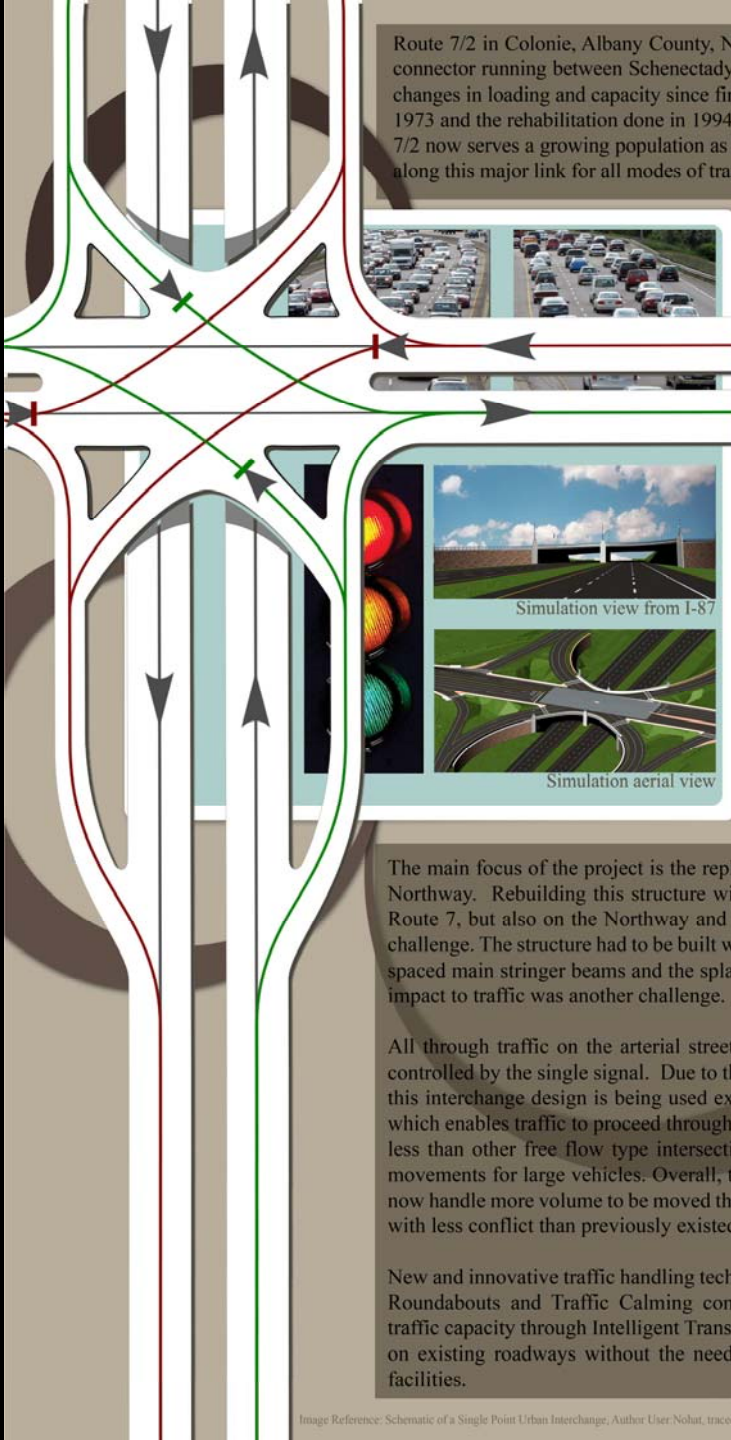 Route 7/2 in Colonie, Albany County, N
connector running between Schenectady
changes in loading and capacity since fir
1973 and the rehabilitation done in 1994
7/2 now serves a growing population as
along this major link for all modes of tra
Simulation view from I-87
Simulation aerial view
The main focus of the project is the rep
Northway. Rebuilding this structure wi
Route 7, but also on the Northway and
challenge. The structure had to be built w
spaced main stringer beams and the spla
impact to traffic was another challenge.
All through traffic on the arterial street
controlled by the single signal. Due to th
this interchange design is being used ex
which enables traffic to proceed through
less than other free flow type intersecti
movements for large vehicles. Overall, t
now handle more volume to be moved th
with less conflict than previously existed
New and innovative traffic handling tech
Roundabouts and Traffic Calming con
traffic capacity through Intelligent Trans
on existing roadways without the need
facilities.
Image Reference: Schematic of a Single Point Urban Interchange, Author User:Nohat, traced